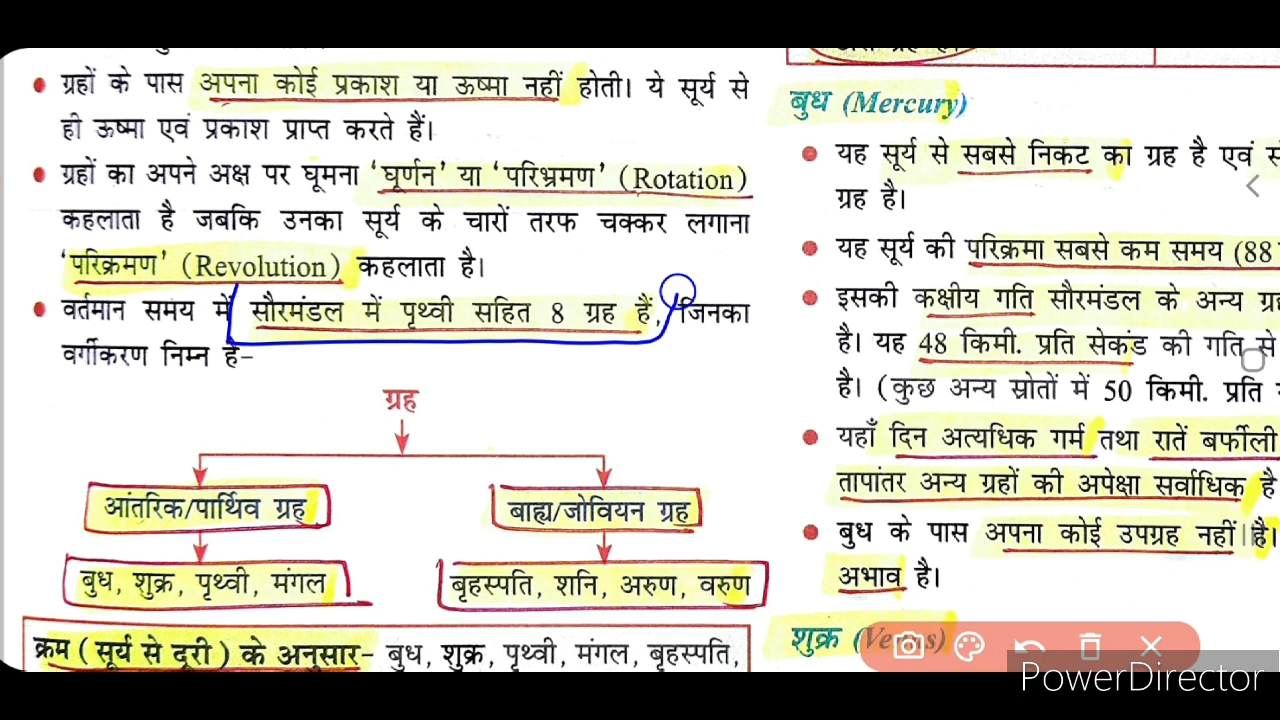 ग्रहों के पास अपना कोई प्रकाश या ऊष्मा नहीं होती। ये सूर्य से
ही ऊष्मा एवं प्रकाश प्राप्त करते हैं।
ग्रहों का अपने अक्ष पर घूमना ‘घूर्णन’ या ‘परिभ्रमण’ (Rotation)
कहलाता है जबकि उनका सूर्य के चारों तरफ चक्कर लगाना
‘परिक्रमण’ (Revolution) कहलाता है।
वर्तमान समय में सौरमंडल में पृथ्वी सहित 8 ग्रह हैं, जिनका
वर्गीकरण निम्न है–
ग्रह
आंतरिक/पार्थिव ग्रह
बाह्य/जोवियन ग्रह
बुध, शुक्र, पृथ्वी, मंगल
बृहस्पति, शनि, अरुण, वरुण
क्रम (सूर्य से दूरी) के अनुसार– बुध, शुक्र, पृथ्वी, मंगल, बृहस्पति,
बुध (Mercury)
यह सूर्य से सबसे निकट का ग्रह है एवं
ग्रह है।
यह सूर्य की परिक्रमा सबसे कम समय (88
इसकी कक्षीय गति सौरमंडल के अन्य
है। यह 48 किमी. प्रति सेकंड की गति से
है। (कुछ अन्य स्रोतों में 50 किमी. प्रति
यहाँ दिन अत्यधिक गर्म तथा रातें बर्फीली
तापांतर अन्य ग्रहों की अपेक्षा सर्वाधिक है
बुध के पास अपना कोई उपग्रह नहीं है।
अभाव है।
शुक्र (Venus)
PowerDirector